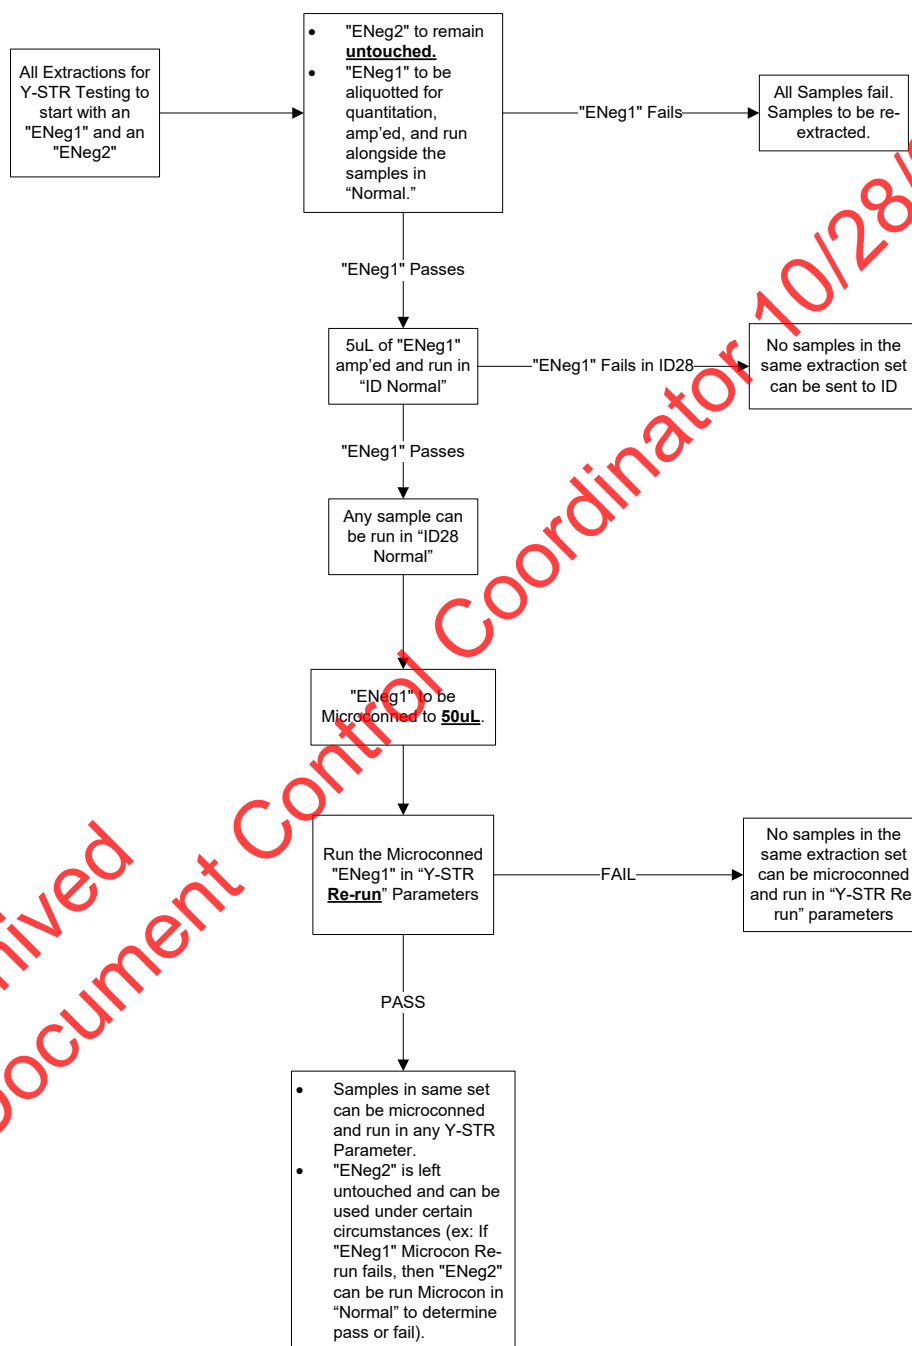 All Extractions for
Y-STR Testing to
start with an
"ENeg1" and an
"ENeg2"
• "ENeg2" to remain
untouched.
• "ENeg1" to be
aliquotted for
quantitation,
amp'ed, and run
alongside the
samples in
“Normal.”
"ENeg1" Fails
All Samples fail.
Samples to be re-
extracted.
"ENeg1" Passes
5uL of "ENeg1"
amp'ed and run in
“ID Normal”
"ENeg1" Fails in ID28
No samples in the
same extraction set
can be sent to ID
"ENeg1" Passes
Any sample can
be run in “ID28
Normal”
"ENeg1" to be
Microconned to 50uL.
Run the Microconned
"ENeg1" in “Y-STR
Re-run” Parameters
FAIL
No samples in the
same extraction set
can be microconned
and run in “Y-STR Re
run” parameters
PASS
• Samples in same set
can be microconned
and run in any Y-STR
Parameter.
• "ENeg2" is left
untouched and can be
used under certain
circumstances (ex: If
"ENeg1" Microcon Re-
run fails, then "ENeg2"
can be run Microcon in
“Normal” to determine
pass or fail).
hived
Document Control Coordinator 10/28/